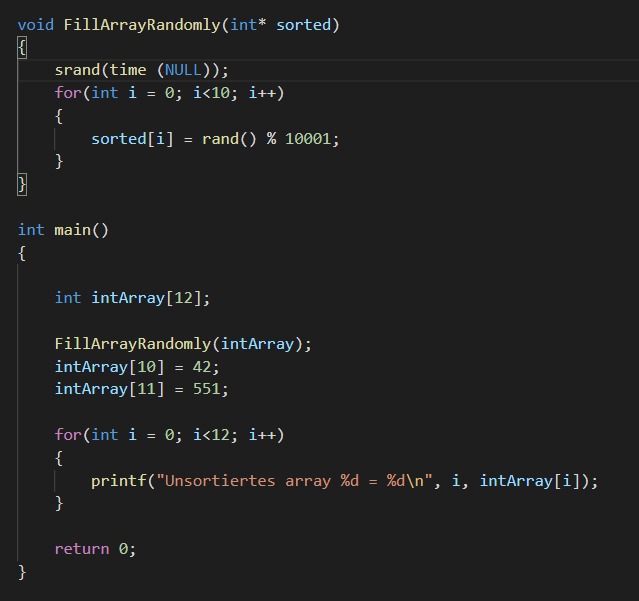 void FillArrayRandomly(int* sorted)
{
    srand(time (NULL));
    for(int i = 0; i<10; i++)
    {
        sorted[i] = rand() % 10001;
    }
}

int main()
{

    int intArray[12];

    FillArrayRandomly(intArray);
    intArray[10] = 42;
    intArray[11] = 551;

    for(int i = 0; i<12; i++)
    {
        printf("Unsortiertes array %d = %d\n", i, intArray[i]);
    }

    return 0;
}